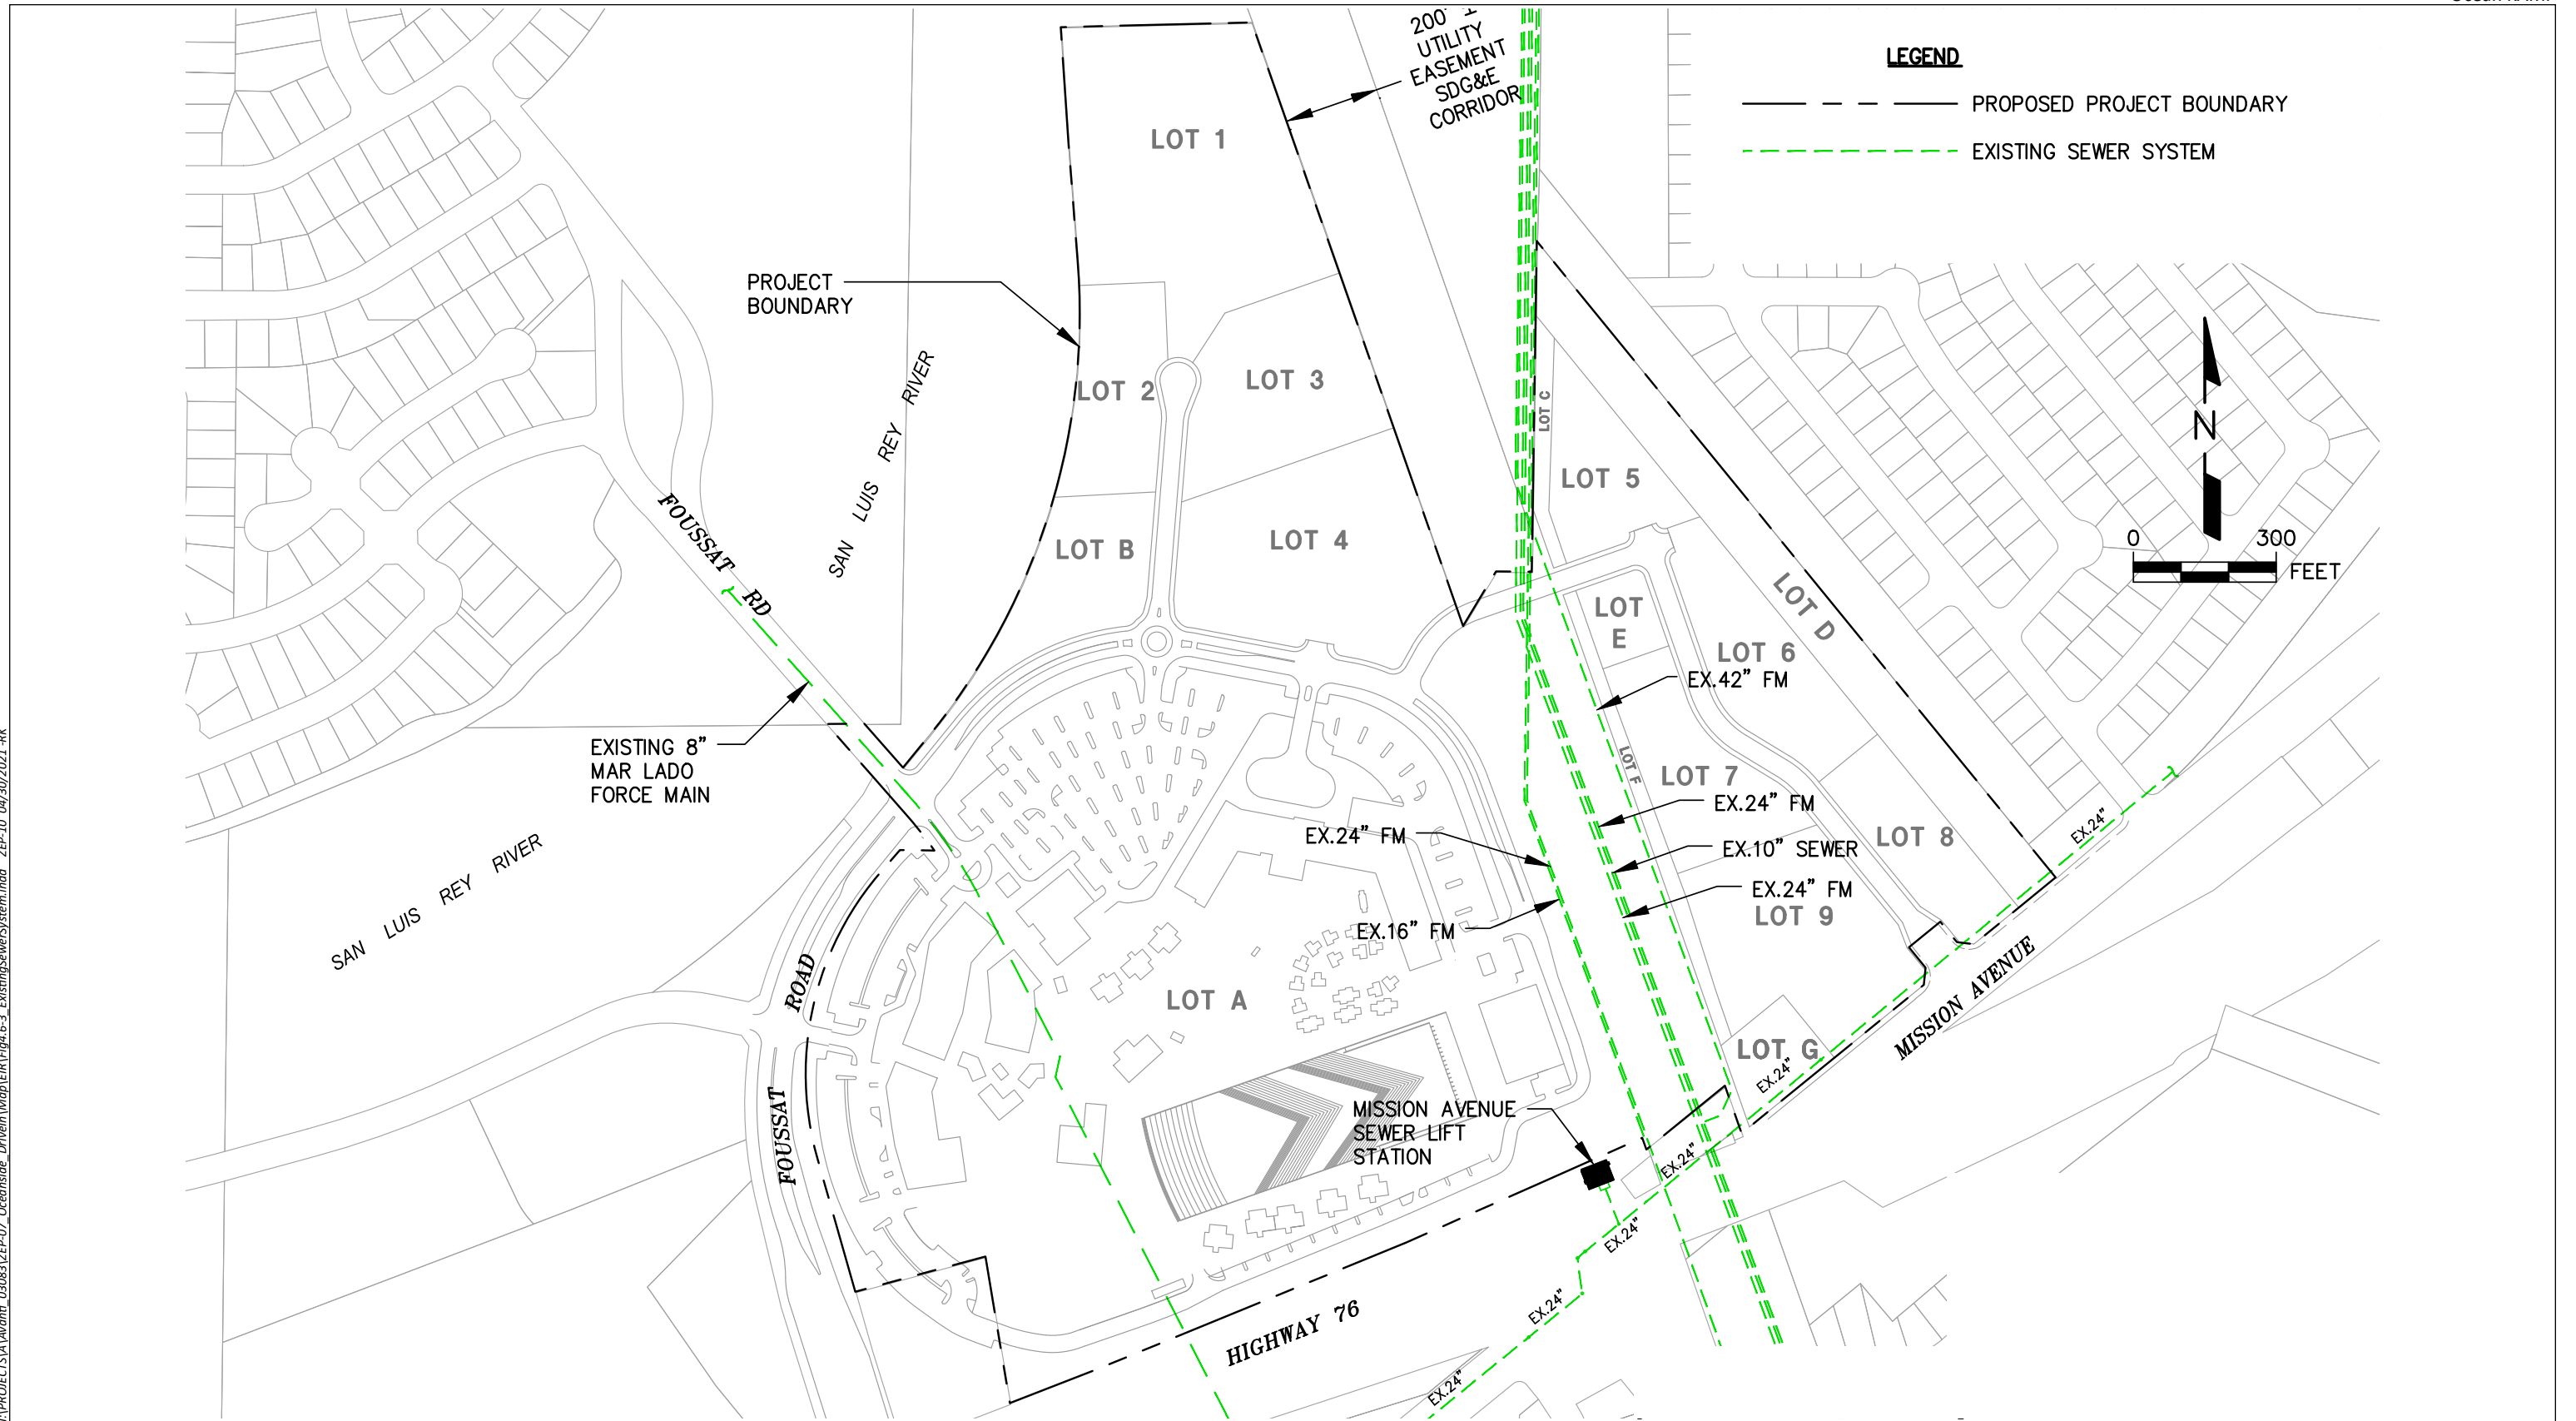 200' ±
UTILITY
EASEMENT
SDG&E
CORRIDOR
LEGEND
PROPOSED PROJECT BOUNDARY
EXISTING SEWER SYSTEM
LOT 1
PROJECT
BOUNDARY
LOT 2
LOT 3
LOT C
SAN LUIS REY RIVER
N
LOT 5
FOUSSAT RD
LOT B
LOT 4
0 300
FEET
LOT
E
LOT D
LOT 6
EX.42" FM
EXISTING 8"
MAR LADO
FORCE MAIN
LOT F
LOT 7
EX.24" FM
EX.24" FM
EX.10" SEWER
LOT 8
EX.24"
EX.24" FM
LOT 9
EX.16" FM
SAN LUIS REY RIVER
FOUSSAT ROAD
LOT A
MISSION AVENUE
LOT G
EX.24"
MISSION AVENUE
SEWER LIFT
STATION
EX.24"
EX.24"
EX.24"
HIGHWAY 76
EX.24"